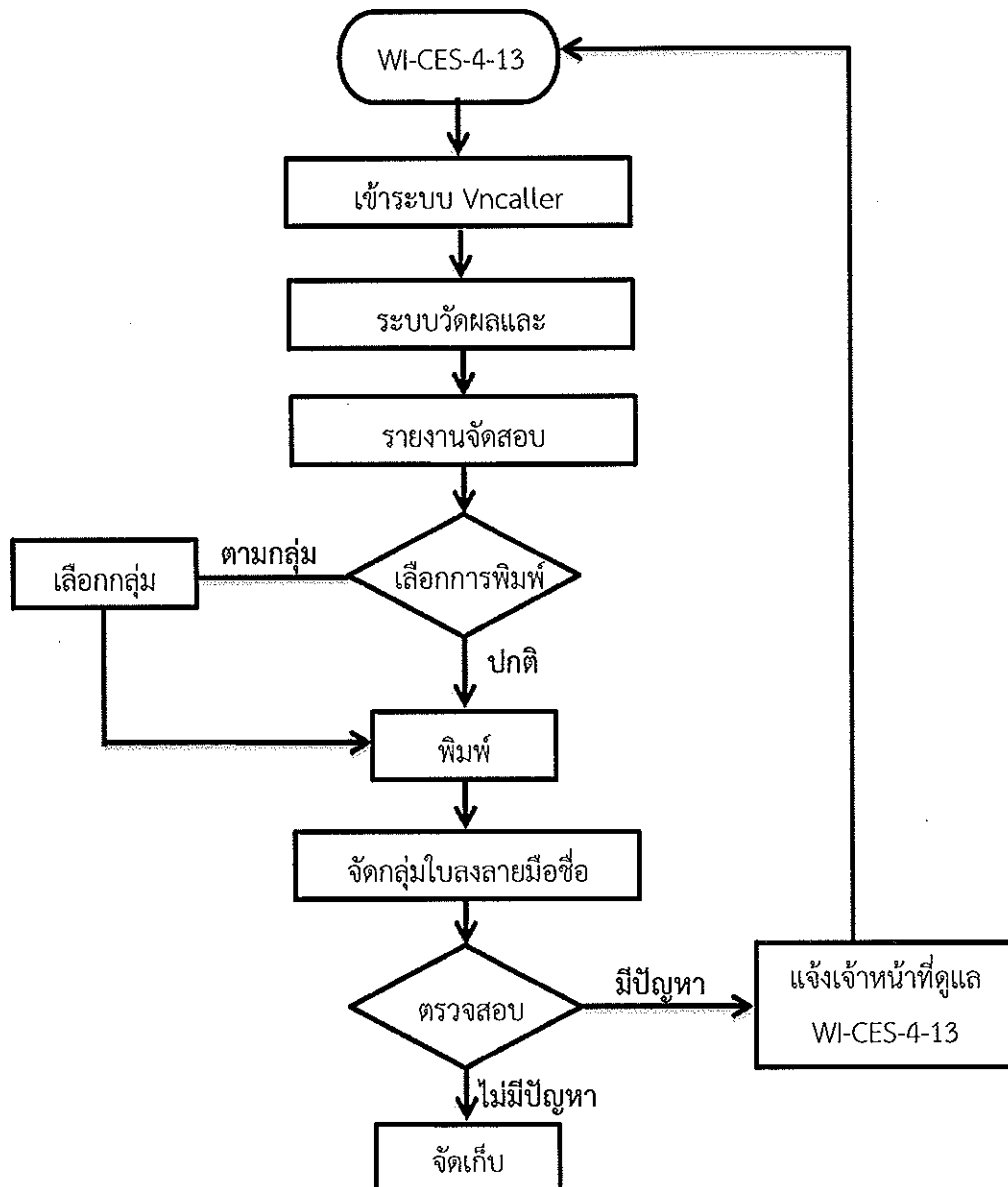 WI-CES-4-13
เข้าระบบ Vncaller
ระบบวัดผลและ
รายงานจัดสอบ
เลือกการพิมพ์
ตามกลุ่ม
เลือกกลุ่ม
ปกติ
พิมพ์
จัดกลุ่มใบลงลายมือชื่อ
ตรวจสอบ
มีปัญหา
แจ้งเจ้าหน้าที่ดูแล
WI-CES-4-13
ไม่มีปัญหา
จัดเก็บ